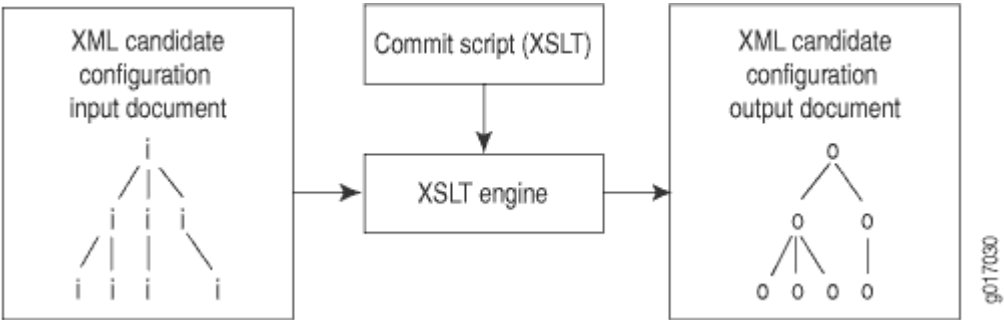 XML candidate
configuration
input document
i
i i i
i i i i
Commit script (XSLT)
XSLT engine
XML candidate
configuration
output document
o
o o
o o o o
g017030